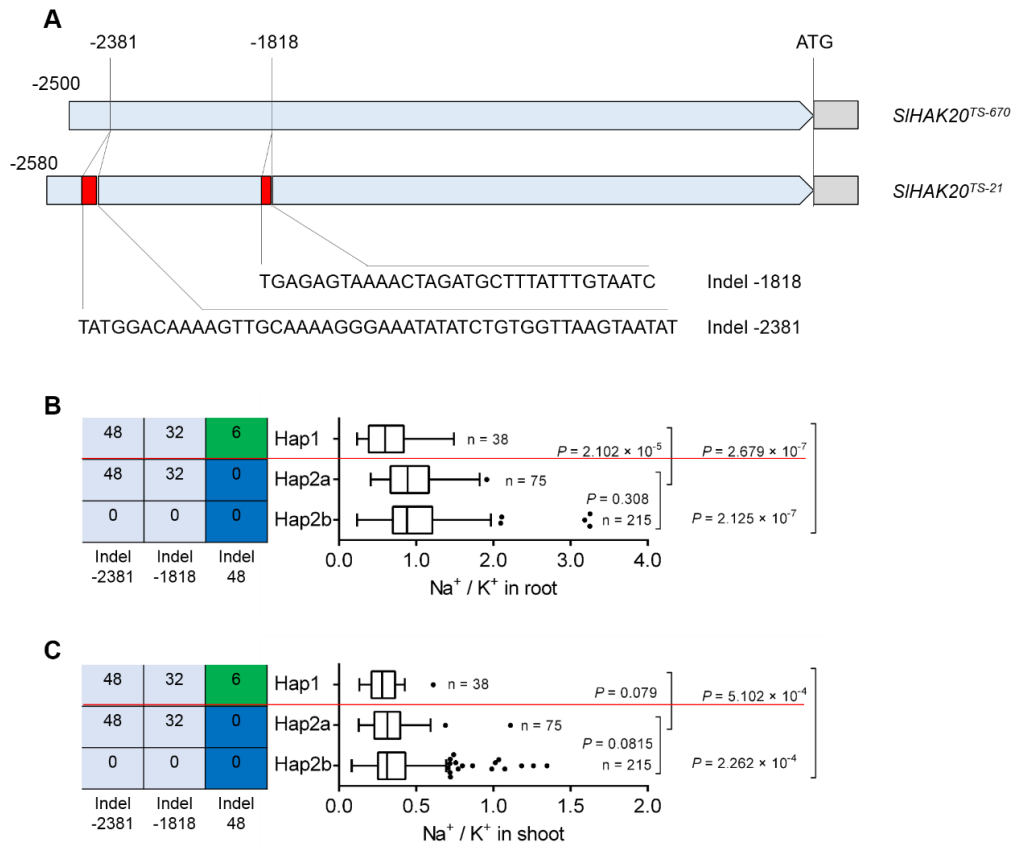 A
-2381 -1818 ATG
-2500
SlHAK20^TS-670
-2580
SlHAK20^TS-21
TGAGAGTAAAACTAGATGCTTTATTTGTAATC Indel -1818
TATGGACAAAAGTTGCAAAAGGGAAATATATCTGTGGTTAAGTAATAT Indel -2381
B
48 32 6 Hap1 n = 38
P = 2.102 × 10^-5 P = 2.679 × 10^-7
48 32 0 Hap2a n = 75
P = 0.308
0 0 0 Hap2b n = 215 P = 2.125 × 10^-7
Indel Indel Indel
-2381 -1818 48
0.0 1.0 2.0 3.0 4.0
Na⁺ / K⁺ in root
C
48 32 6 Hap1 n = 38
P = 0.079 P = 5.102 × 10^-4
48 32 0 Hap2a n = 75
P = 0.0815
0 0 0 Hap2b n = 215 P = 2.262 × 10^-4
Indel Indel Indel
-2381 -1818 48
0.0 0.5 1.0 1.5 2.0
Na⁺ / K⁺ in shoot